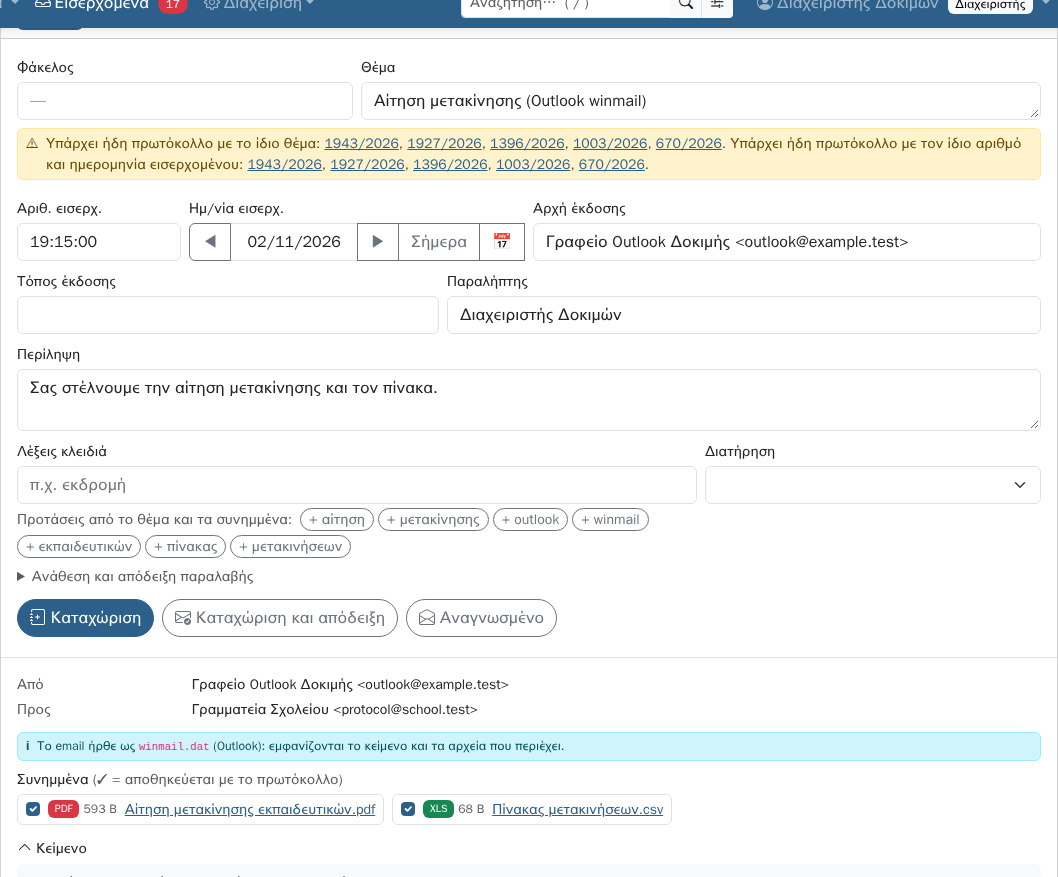 Εισερχόμενα 17 Διαχείριση Αναζήτηση… ( / ) Διαχειριστής Δοκιμών Διαχειριστής
Φάκελος Θέμα
— Αίτηση μετακίνησης (Outlook winmail)
⚠ Υπάρχει ήδη πρωτόκολλο με το ίδιο θέμα: 1943/2026, 1927/2026, 1396/2026, 1003/2026, 670/2026. Υπάρχει ήδη πρωτόκολλο με τον ίδιο αριθμό
και ημερομηνία εισερχομένου: 1943/2026, 1927/2026, 1396/2026, 1003/2026, 670/2026.
Αριθ. εισερχ. Ημ/νία εισερχ. Αρχή έκδοσης
19:15:00 ◀ 02/11/2026 ▶ Σήμερα 📅 Γραφείο Outlook Δοκιμής <outlook@example.test>
Τόπος έκδοσης Παραλήπτης
Διαχειριστής Δοκιμών
Περίληψη
Σας στέλνουμε την αίτηση μετακίνησης και τον πίνακα.
Λέξεις κλειδιά Διατήρηση
π.χ. εκδρομή
Προτάσεις από το θέμα και τα συνημμένα: + αίτηση + μετακίνησης + outlook + winmail
+ εκπαιδευτικών + πίνακας + μετακινήσεων
▶ Ανάθεση και απόδειξη παραλαβής
Καταχώριση Καταχώριση και απόδειξη Αναγνωσμένο
Από Γραφείο Outlook Δοκιμής <outlook@example.test>
Προς Γραμματεία Σχολείου <protocol@school.test>
ℹ Το email ήρθε ως winmail.dat (Outlook): εμφανίζονται το κείμενο και τα αρχεία που περιέχει.
Συνημμένα (✓ = αποθηκεύεται με το πρωτόκολλο)
PDF 593 B Αίτηση μετακίνησης εκπαιδευτικών.pdf XLS 68 B Πίνακας μετακινήσεων.csv
Κείμενο